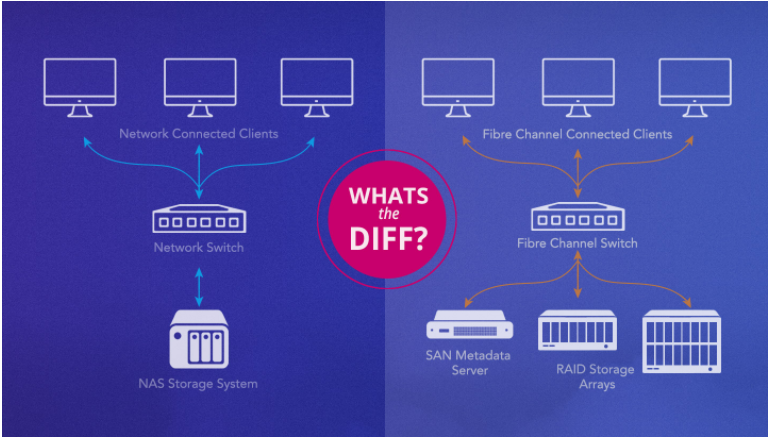 Network Connected Clients
Network Switch
NAS Storage System
WHATS
the
DIFF?
Fibre Channel Connected Clients
Fibre Channel Switch
SAN Metadata
Server
RAID Storage
Arrays